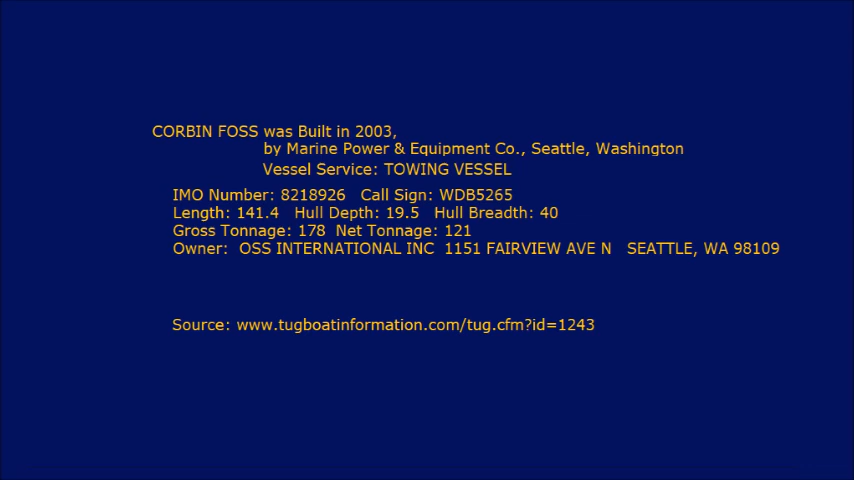 CORBIN FOSS was Built in 2003,
by Marine Power & Equipment Co., Seattle, Washington
Vessel Service: TOWING VESSEL
IMO Number: 8218926 Call Sign: WDB5265
Length: 141.4 Hull Depth: 19.5 Hull Breadth: 40
Gross Tonnage: 178 Net Tonnage: 121
Owner: OSS INTERNATIONAL INC 1151 FAIRVIEW AVE N SEATTLE, WA 98109
Source: www.tugboatinformation.com/tug.cfm?id=1243